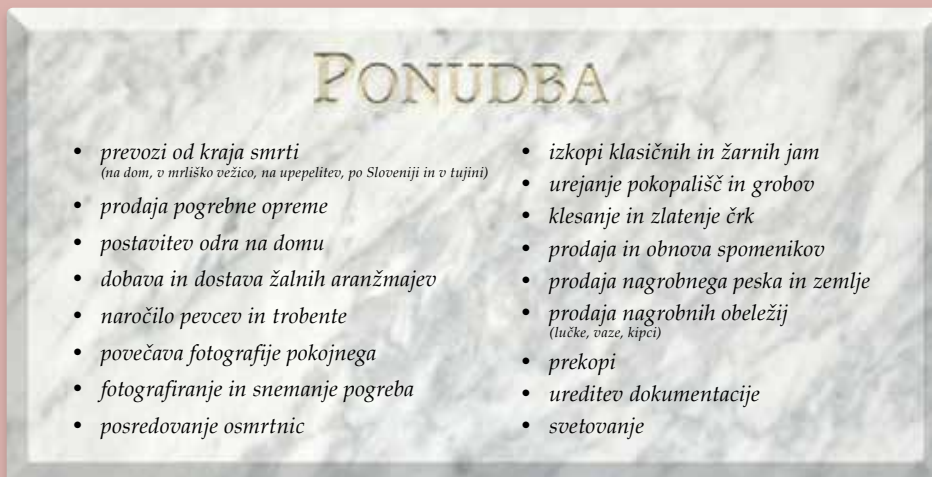 PONUDBA
• prevozi od kraja smrti
(na dom, v mrliško vežico, na upepelitev, po Sloveniji in v tujini)
• prodaja pogrebne opreme
• postavitev odra na domu
• dobava in dostava žalnih aranžmajev
• naročilo pevcev in trobente
• povečava fotografije pokojnega
• fotografiranje in snemanje pogreba
• posredovanje osmrtnic
• izkopi klasičnih in žarnih jam
• urejanje pokopališč in grobov
• klesanje in zlatenje črk
• prodaja in obnova spomenikov
• prodaja nagrobnega peska in zemlje
• prodaja nagrobnih obeležij
(lučke, vaze, kipci)
• prekopi
• ureditev dokumentacije
• svetovanje